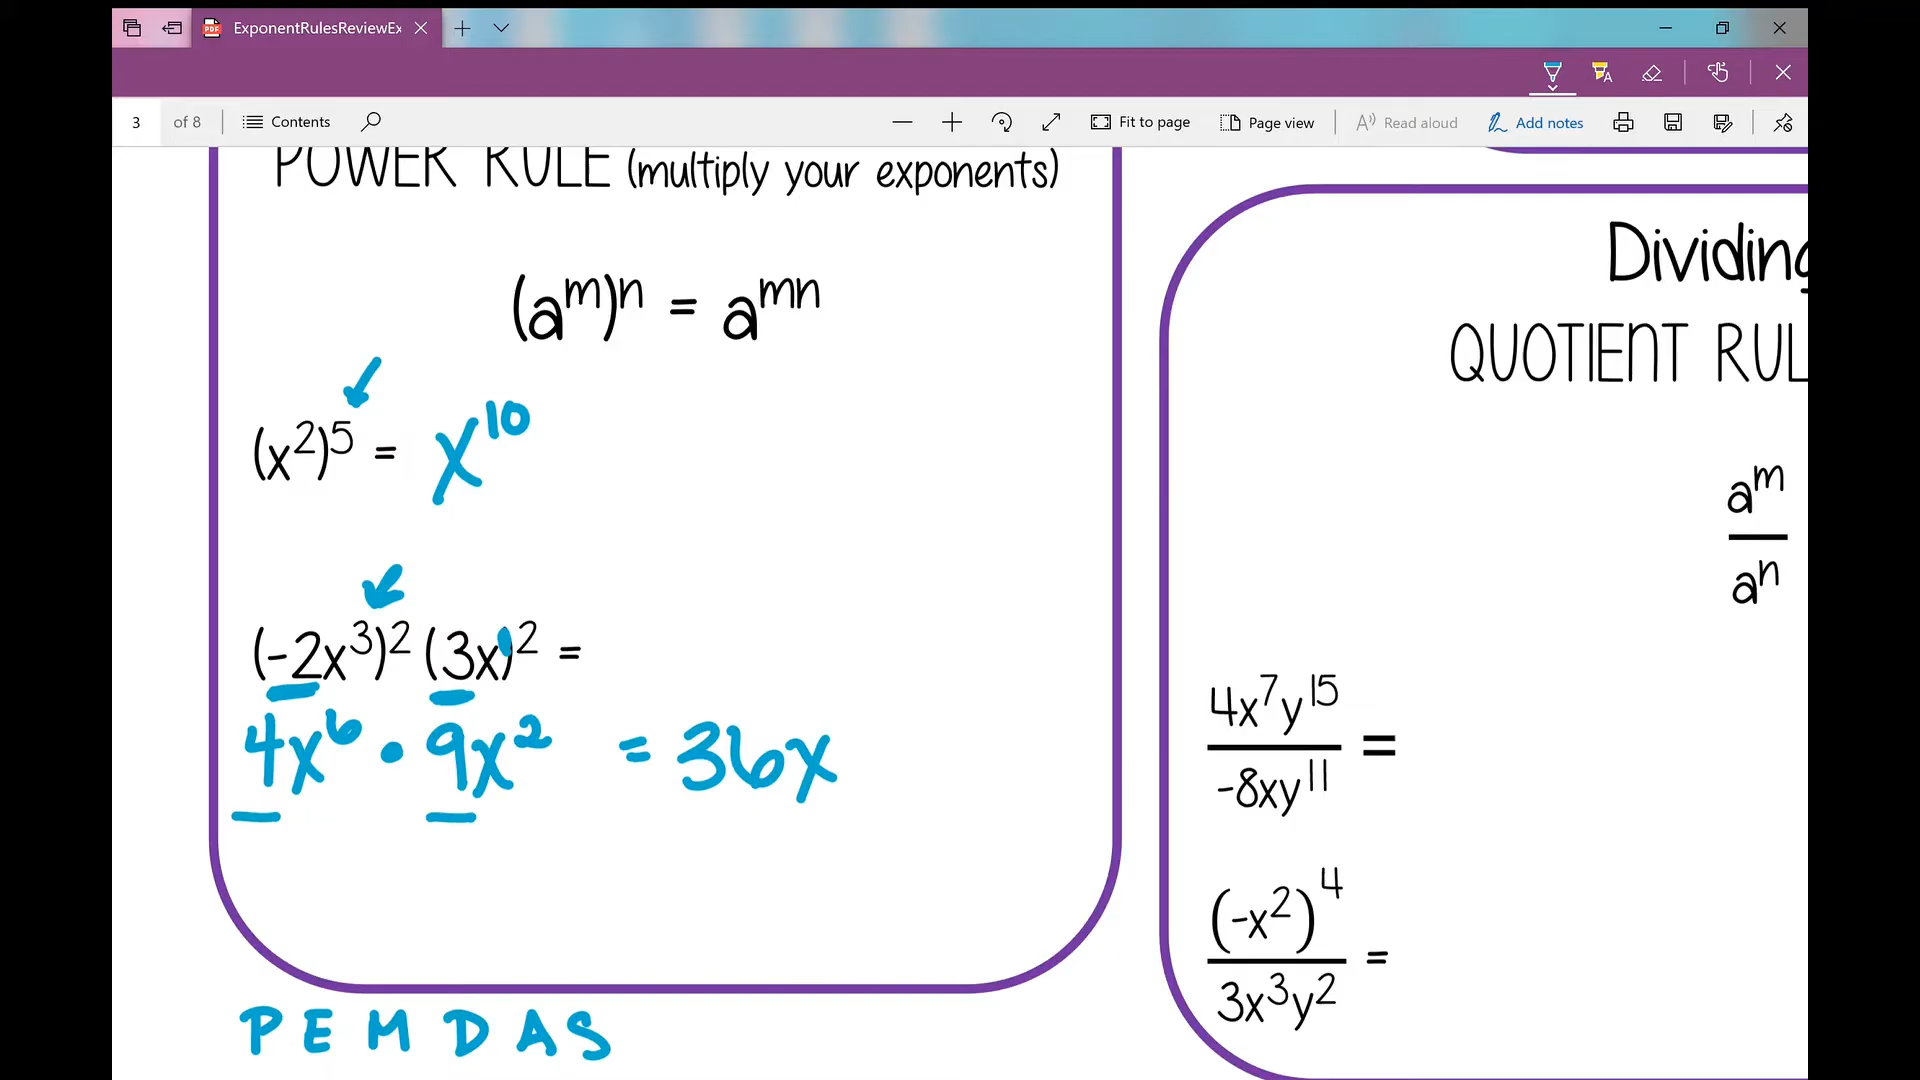 ExponentRulesReviewEx
3 of 8 Contents Fit to page Page view Read aloud Add notes
POWER RULE (multiply your exponents)
(a^m)^n = a^mn
(x^2)^5 = x^10
(-2x^3)^2 (3x)^2 =
4x^6 • 9x^2 = 36x
P E M D A S
Dividing
QUOTIENT RUL
a^m
a^n
4x^7y^15
-8xy^11
=
(-x^2)^4
3x^3y^2
=